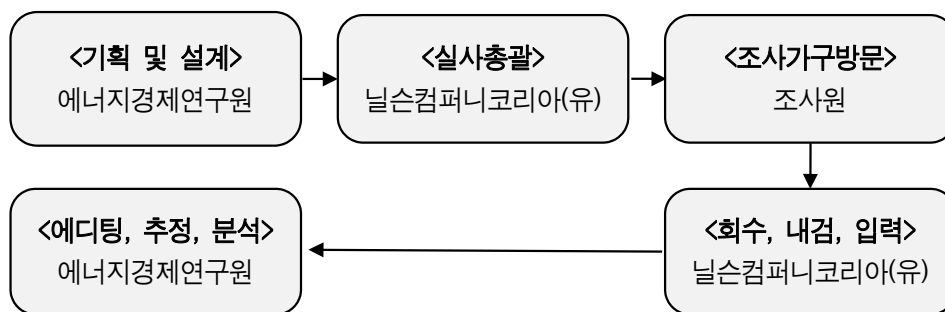 <기획 및 설계>
에너지경제연구원
<실사총괄>
닐슨컴퍼니코리아(유)
<조사가구방문>
조사원
<회수, 내검, 입력>
닐슨컴퍼니코리아(유)
<에디팅, 추정, 분석>
에너지경제연구원